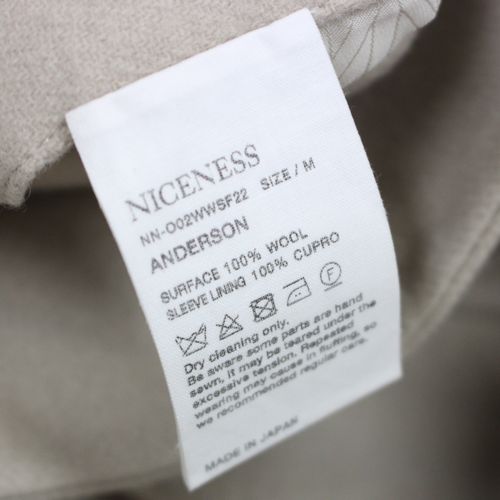 NICENESS
NN-O02WWSF22 SIZE / M
ANDERSON
SURFACE 100% WOOL
SLEEVE LINING 100% CUPRO
Dry cleaning only.
Be aware some parts are hand
sewn, it may be teared under
excessive tension. Repeated
wearing may cause in fluffing, so
we recommended regular care.
MADE IN JAPAN